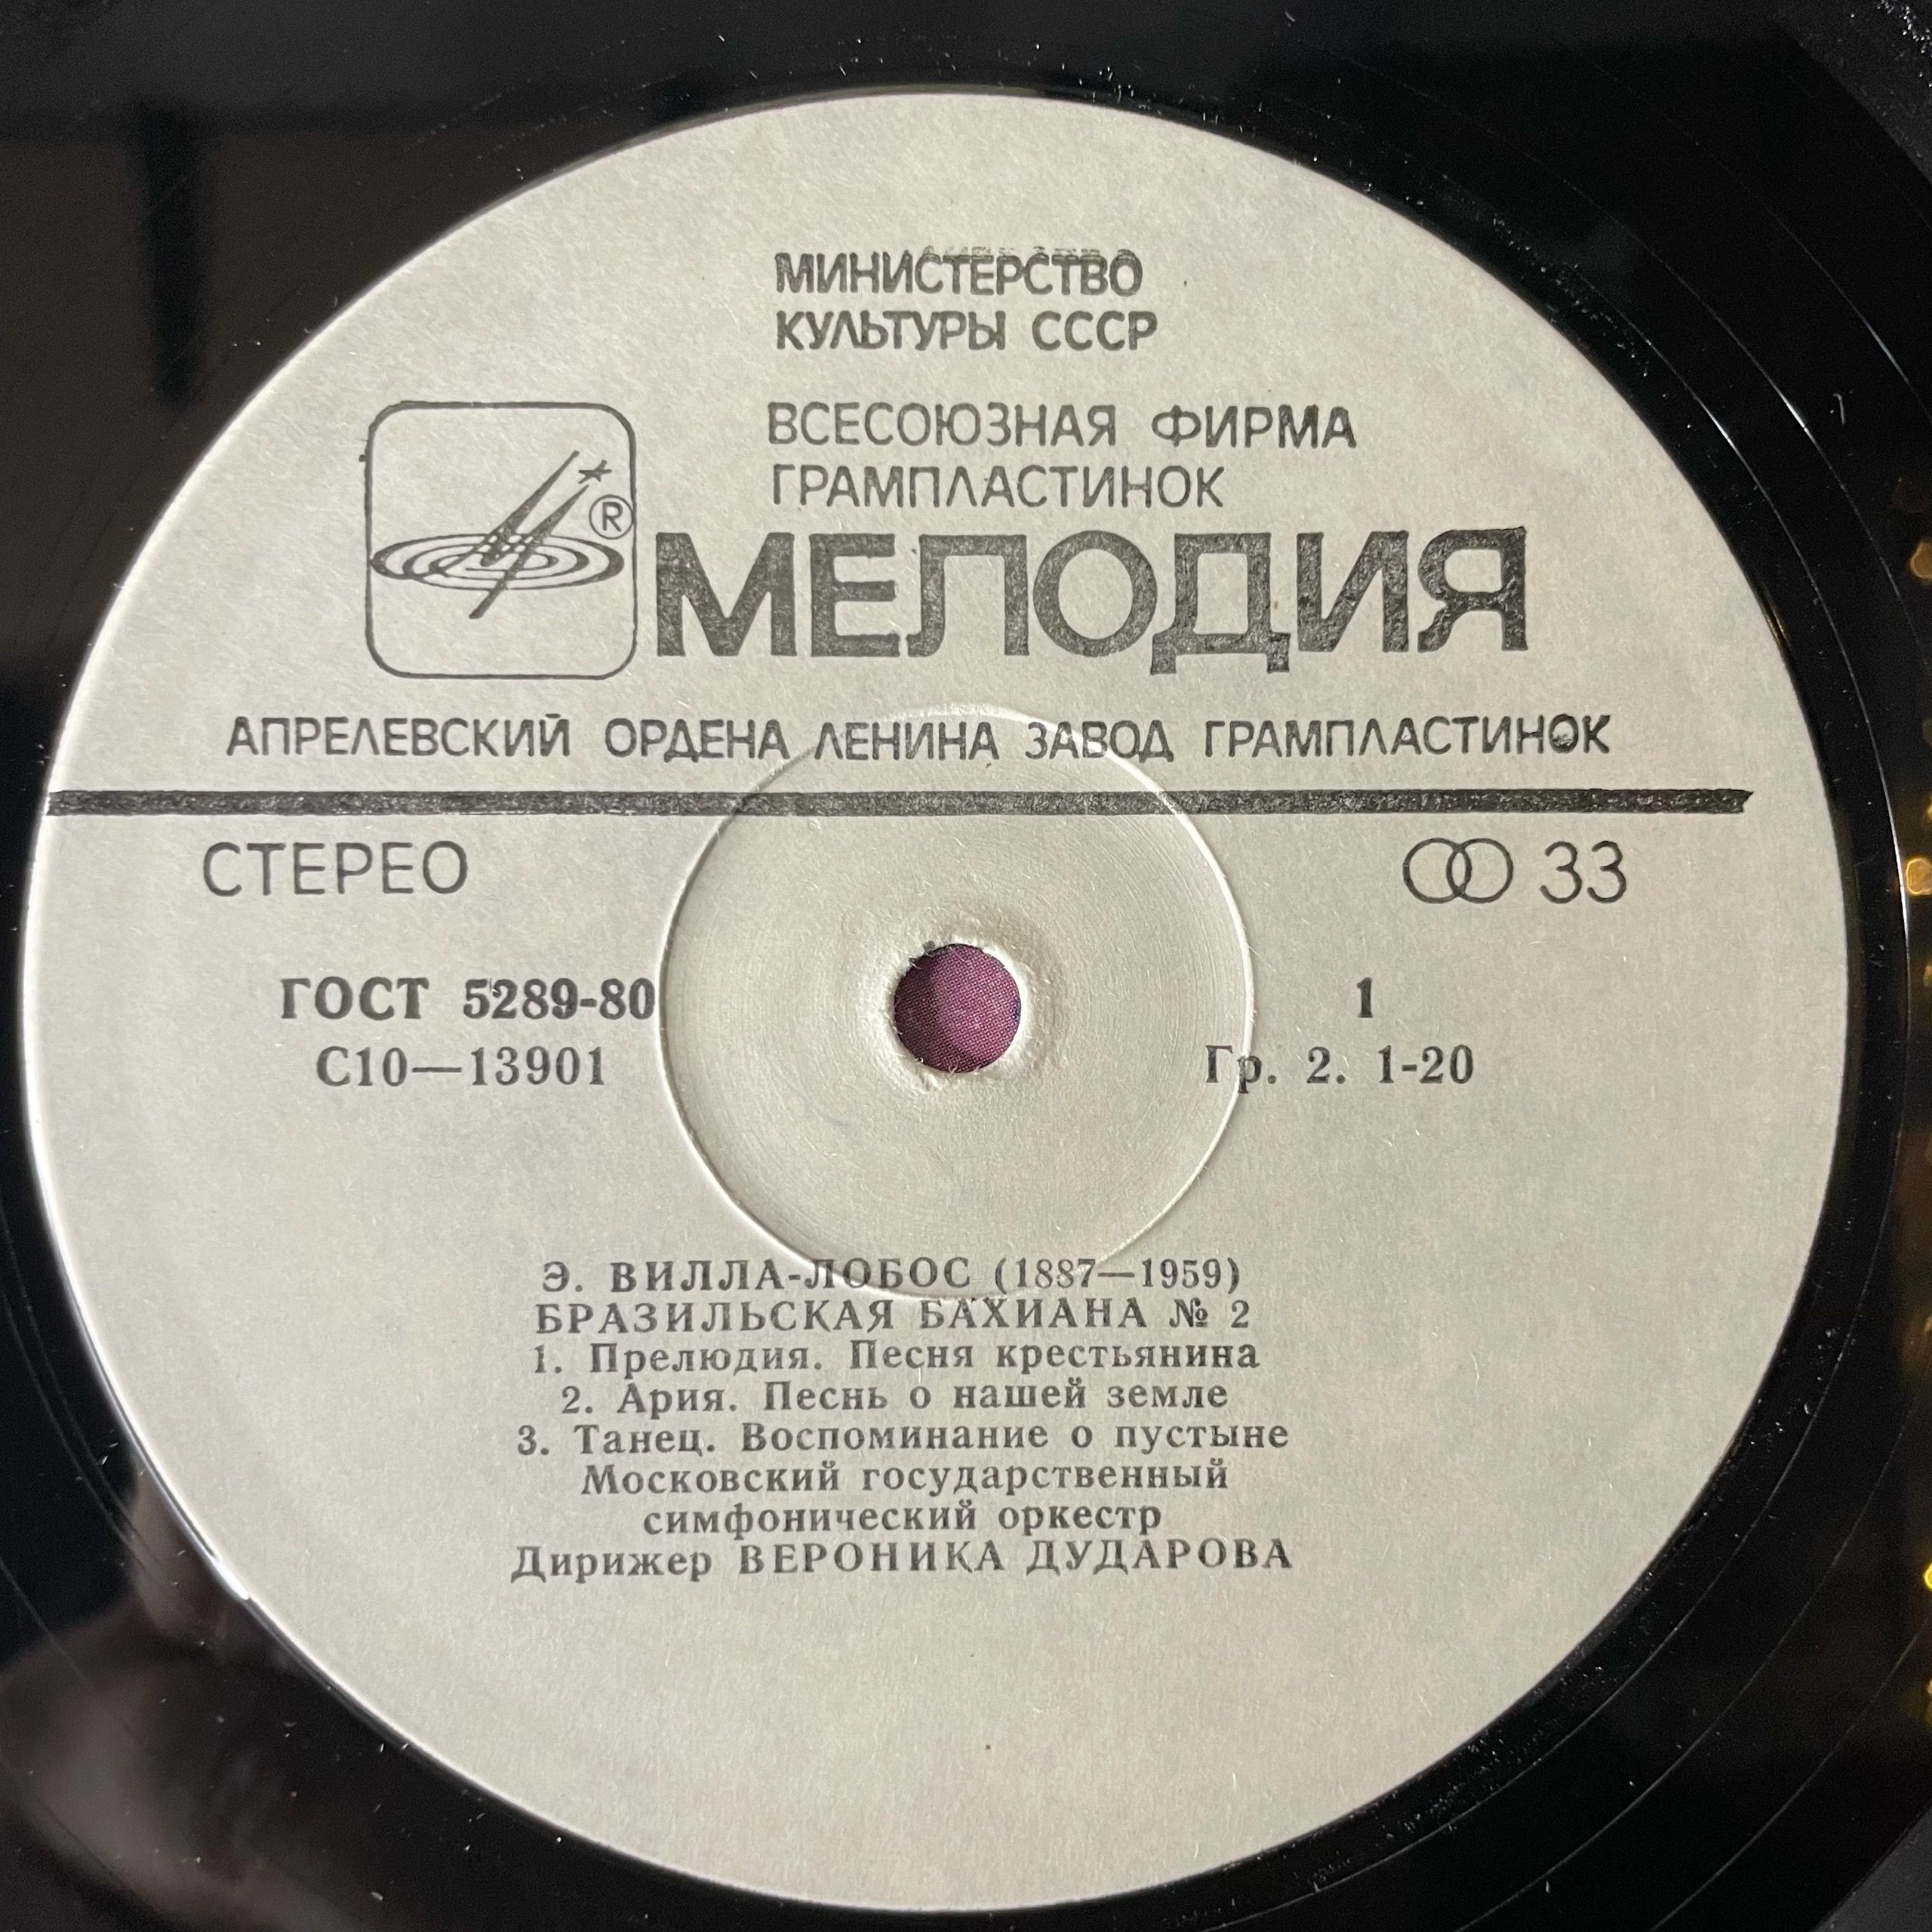 МИНИСТЕРСТВО
КУЛЬТУРЫ СССР
ВСЕСОЮЗНАЯ ФИРМА
ГРАМПЛАСТИНОК
®
МЕЛОДИЯ
АПРЕЛЕВСКИЙ ОРДЕНА ЛЕНИНА ЗАВОД ГРАМПЛАСТИНОК
СТЕРЕО
33
ГОСТ 5289-80
1
С10—13901
Гр. 2. 1-20
Э. ВИЛЛА-ЛОБОС (1887—1959)
БРАЗИЛЬСКАЯ БАХИАНА № 2
1. Прелюдия. Песня крестьянина
2. Ария. Песнь о нашей земле
3. Танец. Воспоминание о пустыне
Московский государственный
симфонический оркестр
Дирижер ВЕРОНИКА ДУДАРОВА